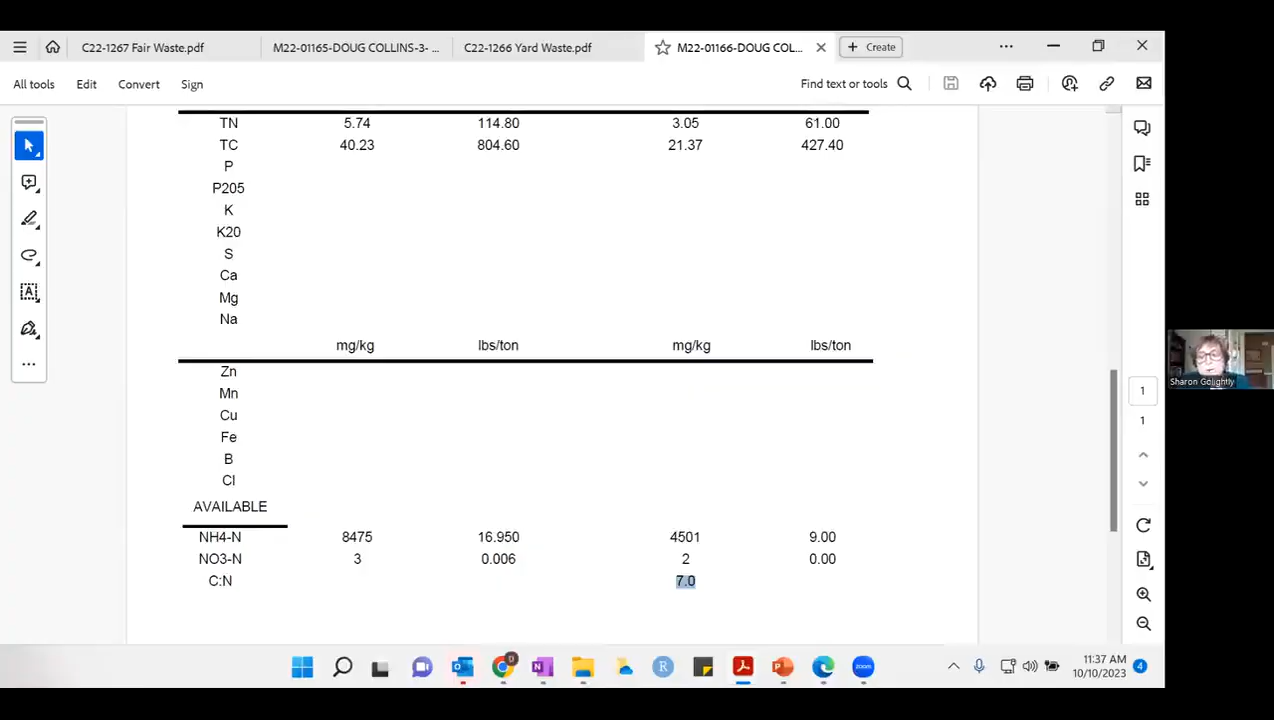 C22-1267 Fair Waste.pdf M22-01165-DOUG COLLINS-3- ... C22-1266 Yard Waste.pdf M22-01166-DOUG COL... Create
All tools Edit Convert Sign Find text or tools
TN 5.74 114.80 3.05 61.00
TC 40.23 804.60 21.37 427.40
P
P205
K
K20
S
Ca
Mg
Na
mg/kg lbs/ton mg/kg lbs/ton
Zn
Mn
Cu
Fe
B
Cl
AVAILABLE
NH4-N 8475 16.950 4501 9.00
NO3-N 3 0.006 2 0.00
C:N 7.0
Sharon Golightly
1
1
11:37 AM
10/10/2023
4